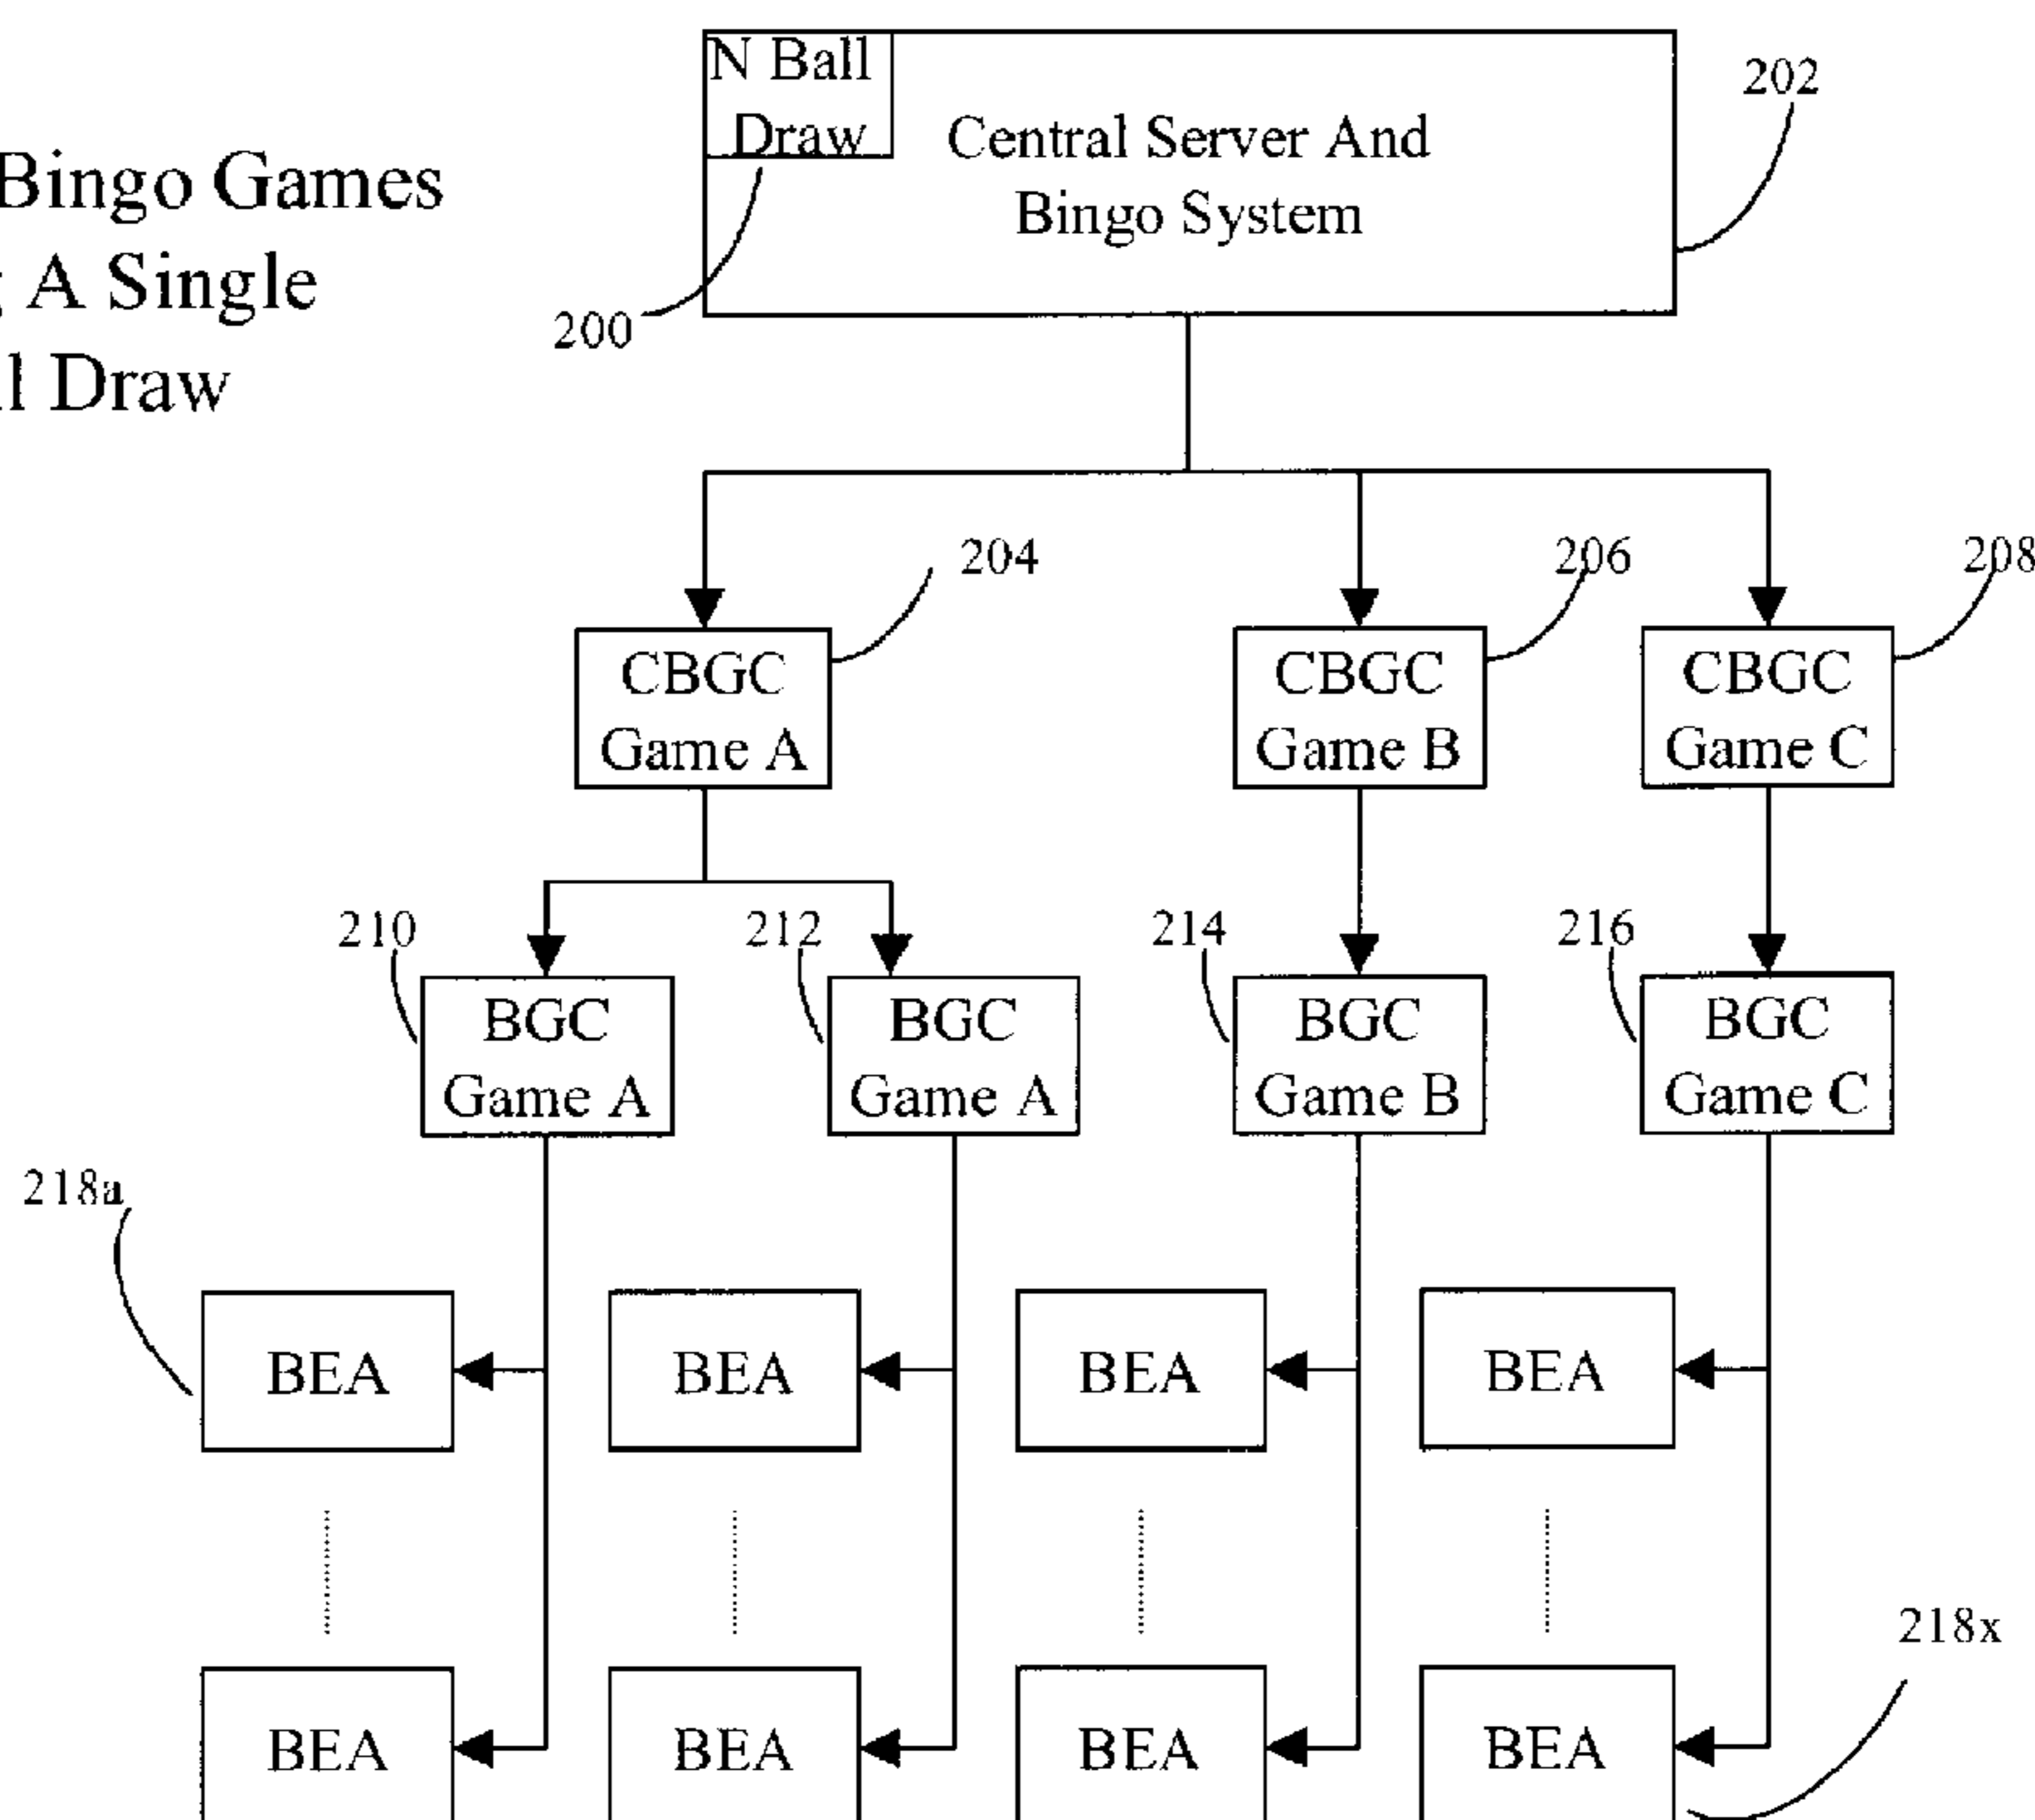 N Ball
Draw
Central Server And
Bingo System
202
Bingo Games
A Single
Draw
200
204
206
208
CBGC
Game A
CBGC
Game B
CBGC
Game C
210
212
214
216
BGC
Game A
BGC
Game A
BGC
Game B
BGC
Game C
218a
BEA
BEA
BEA
BEA
218x
BEA
BEA
BEA
BEA